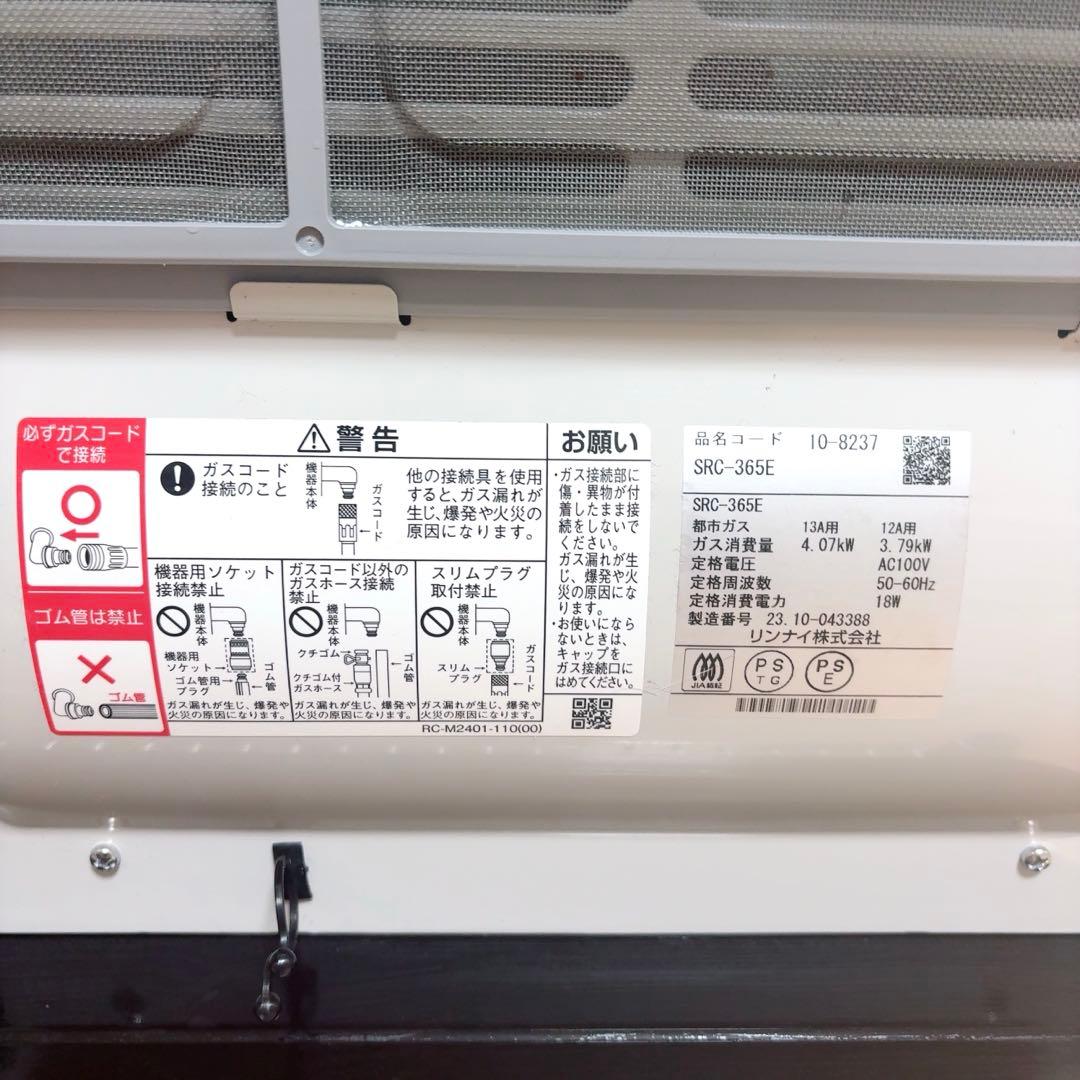 必ずガスコード
で接続
ゴム管は禁止
ゴム管
警告
ガスコード
接続のこと
機器本体
ガスコード
他の接続具を使用
すると、ガス漏れが
生じ、爆発や火災の
原因になります。
機器用ソケット
接続禁止
機器本体
機器用
ソケット
ゴム管用
プラグ
ゴム管
ガス漏れが生じ、爆発や
火災の原因になります。
ガスコード以外の
ガスホース接続
禁止
機器本体
クチゴム
クチゴム付
ガスホース
ゴム管
ガス漏れが生じ、爆発や
火災の原因になります。
スリムプラグ
取付禁止
機器本体
スリム
プラグ
ガスコード
ガス漏れが生じ、爆発や
火災の原因になります。
RC-M2401-110(00)
お願い
・ガス接続部に
傷・異物が付
着したまま接
続をしないで
ください。
ガス漏れが生
じ、爆発や火
災の原因にな
ります。
・お使いになら
ないときは、
キャップを
ガス接続口に
はめてください。
品名コード 10-8237
SRC-365E
SRC-365E
都市ガス 13A用 12A用
ガス消費量 4.07kW 3.79kW
定格電圧 AC100V
定格周波数 50-60Hz
定格消費電力 18W
製造番号 23.10-043388
リンナイ株式会社
JIA認証
PS
TG
PS
E